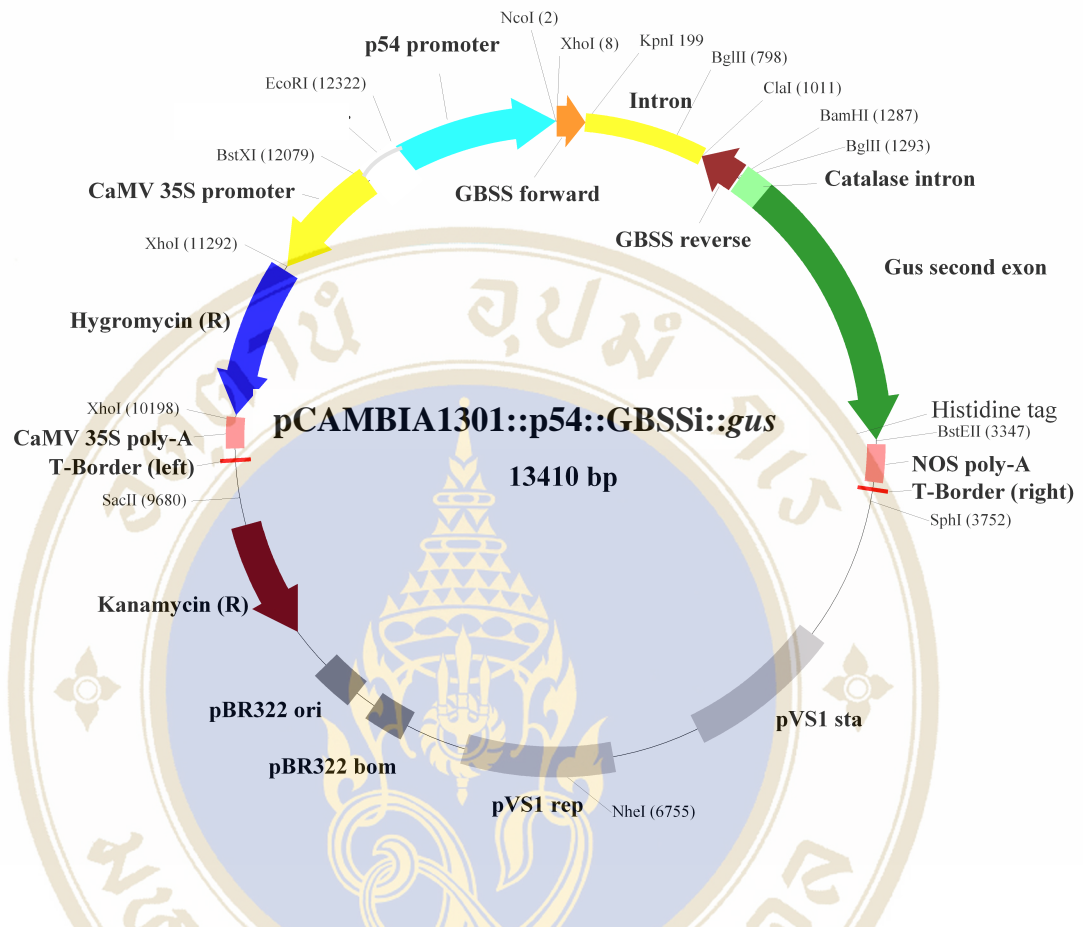 NcoI (2)
XhoI (8)
KpnI 199
BglII (798)
ClaI (1011)
BamHI (1287)
BglII (1293)
Catalase intron
Intron
p54 promoter
EcoRI (12322)
BstXI (12079)
CaMV 35S promoter
GBSS forward
GBSS reverse
Gus second exon
XhoI (11292)
Hygromycin (R)
XhoI (10198)
CaMV 35S poly-A
T-Border (left)
SacII (9680)
pCAMBIA1301::p54::GBSSi::gus
13410 bp
Histidine tag
BstEII (3347)
NOS poly-A
T-Border (right)
SphI (3752)
Kanamycin (R)
pBR322 ori
pBR322 bom
pVS1 rep
NheI (6755)
pVS1 sta
อุปมํ